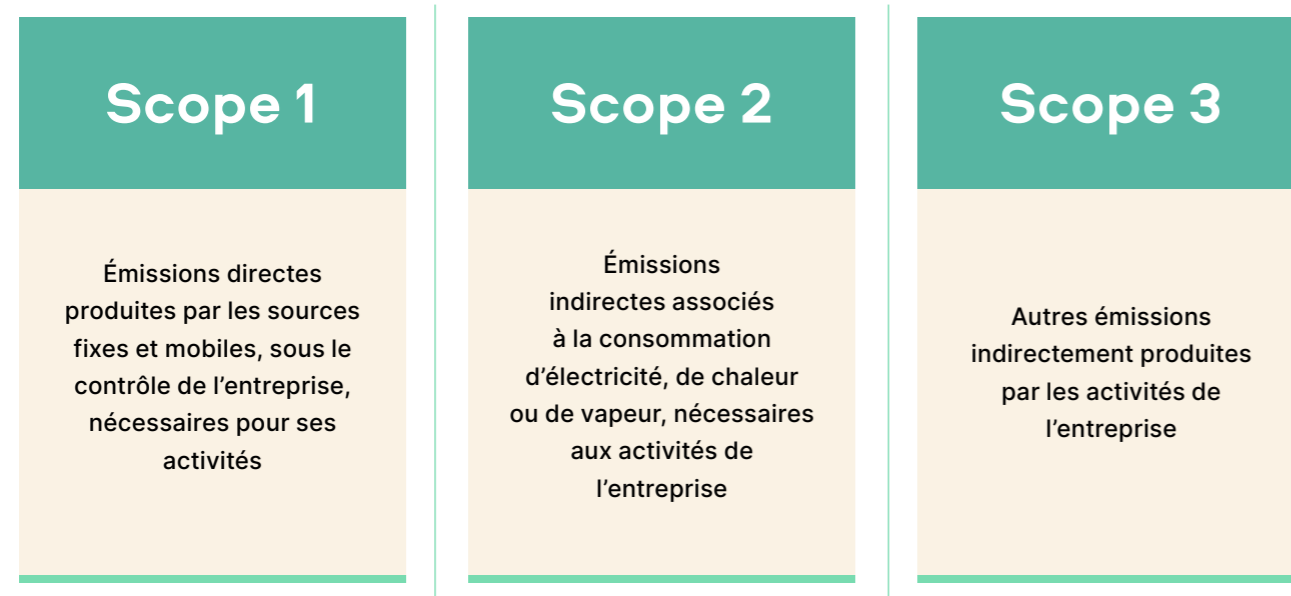 Scope 1
Émissions directes
produites par les sources
fixes et mobiles, sous le
contrôle de l’entreprise,
nécessaires pour ses
activités
Scope 2
Émissions
indirectes associés
à la consommation
d’électricité, de chaleur
ou de vapeur, nécessaires
aux activités de
l’entreprise
Scope 3
Autres émissions
indirectement produites
par les activités de
l’entreprise